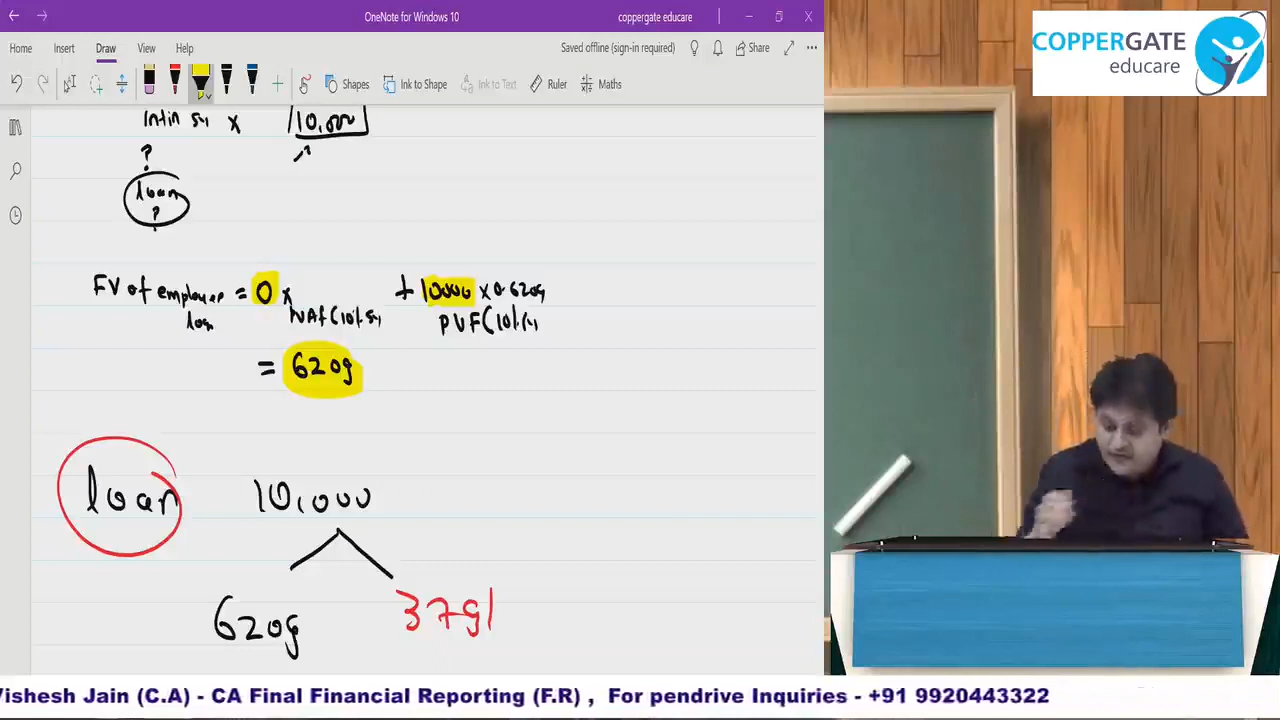 OneNote for Windows 10
coppergate educare
Home Insert Draw View Help
Saved offline (sign-in required)
Share
Shapes
Ink to Shape
Ink to Text
Ruler
Maths
COPPERGATE
educare
x 10,000
?
loan
?
FV of employee = 0 x + 10000 x 0.6209
loan PVF(10%,5)
= 6209
loan 10,000
6209 3791
Vishesh Jain (C.A) - CA Final Financial Reporting (F.R) , For pendrive Inquiries - +91 9920443322